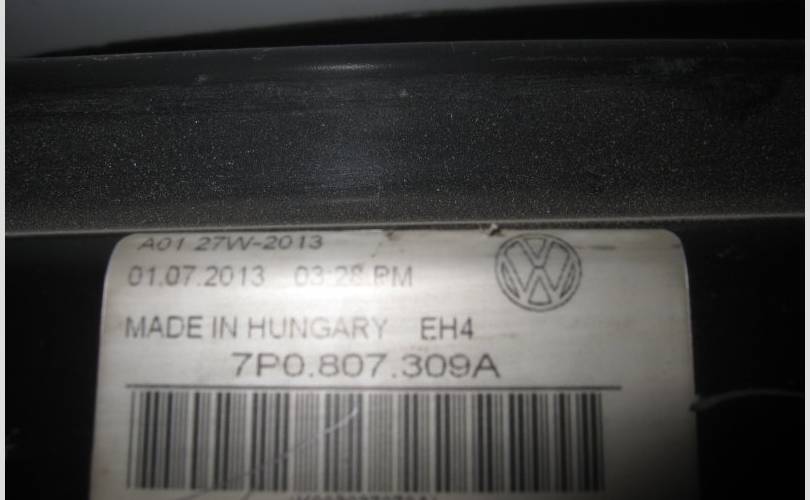 A01 27W-2013
01.07.2013 03:28 PM
MADE IN HUNGARY EH4
7P0.807.309A